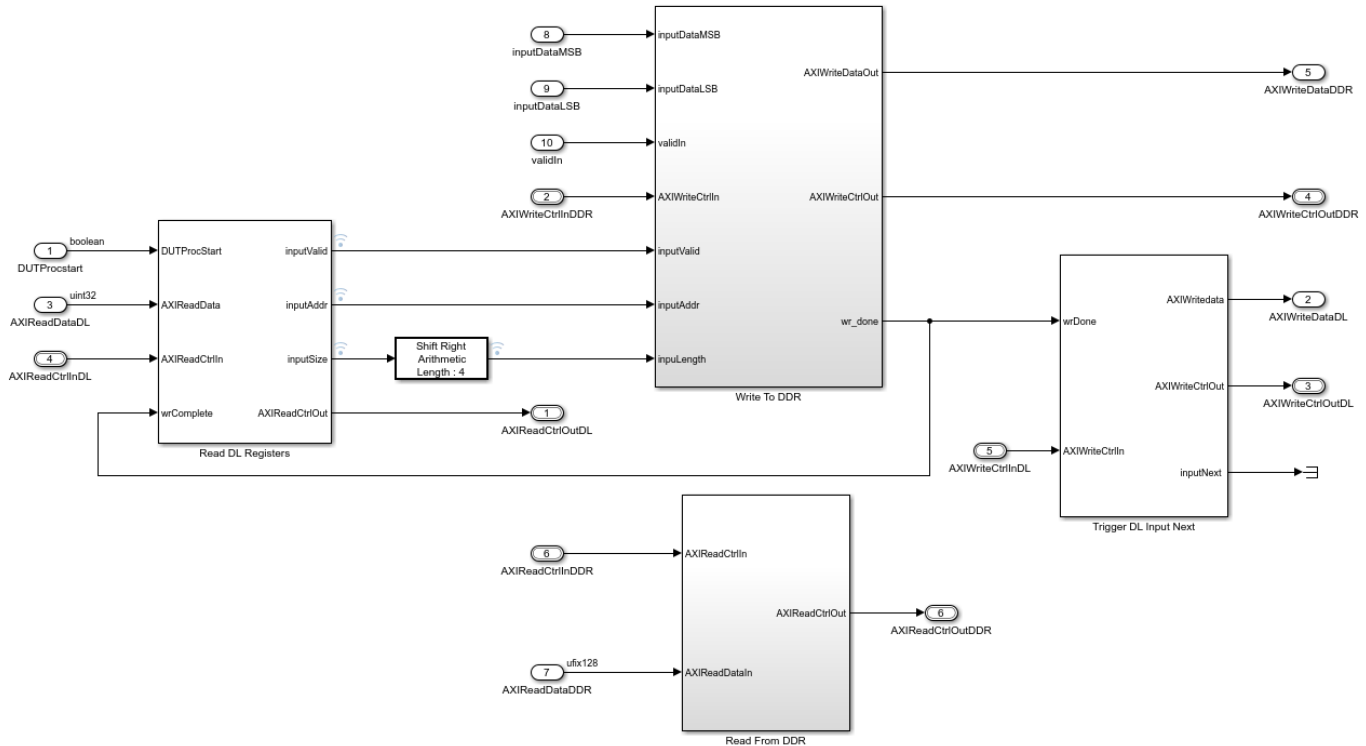 8
inputDataMSB
9
inputDataLSB
10
validIn
2
AXIWriteCtrlInDDR
inputDataMSB
inputDataLSB
validIn
AXIWriteCtrlIn
inputValid
inputAddr
inpuLength
AXIWriteDataOut
AXIWriteCtrlOut
wr_done
Write To DDR
5
AXIWriteDataDDR
4
AXIWriteCtrlOutDDR
1
boolean
DUTProcstart
3
uint32
AXIReadDataDL
4
AXIReadCtrlInDL
DUTProcStart
AXIReadData
AXIReadCtrlIn
wrComplete
inputValid
inputAddr
inputSize
AXIReadCtrlOut
Read DL Registers
Shift Right
Arithmetic
Length : 4
1
AXIReadCtrlOutDL
wrDone
AXIWriteCtrlIn
AXIWritedata
AXIWriteCtrlOut
inputNext
Trigger DL Input Next
5
AXIWriteCtrlInDL
2
AXIWriteDataDL
3
AXIWriteCtrlOutDL
6
AXIReadCtrlInDDR
7
ufix128
AXIReadDataDDR
AXIReadCtrlIn
AXIReadDataIn
AXIReadCtrlOut
Read From DDR
6
AXIReadCtrlOutDDR